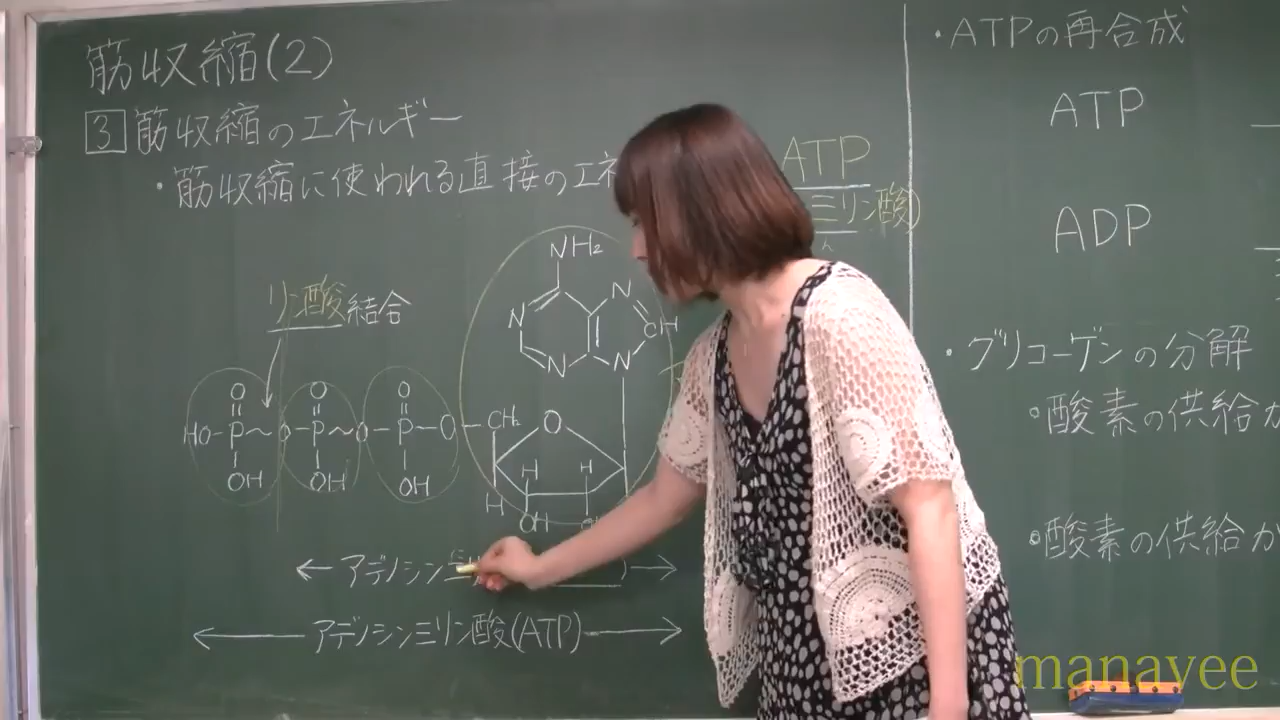 筋収縮(2)
3 筋収縮のエネルギー
・筋収縮に使われる直接のエネ
ATP
ミリン酸)
リン酸結合
NH₂
N
N
CH
N
N
O
O
O
HO-P~O-P~O-P-O-CH₂
O
OH
OH
OH
H
H
H
OH
アデノシンニ
アデノシン三リン酸(ATP)
・ATPの再合成
ATP
ADP
・グリコーゲンの分解
酸素の供給が
酸素の供給が
manavee